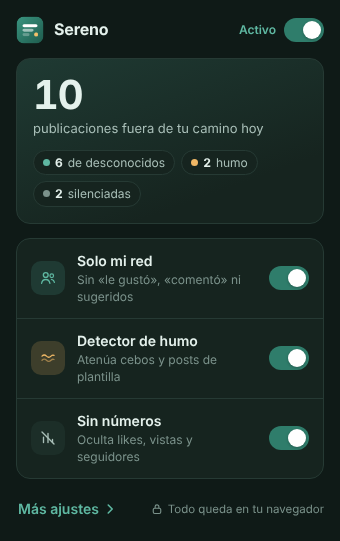 Sereno
Activo
10
publicaciones fuera de tu camino hoy
6 de desconocidos
2 humo
2 silenciadas
Solo mi red
Sin «le gustó», «comentó» ni
sugeridos
Detector de humo
Atenúa cebos y posts de
plantilla
Sin números
Oculta likes, vistas y
seguidores
Más ajustes
Todo queda en tu navegador